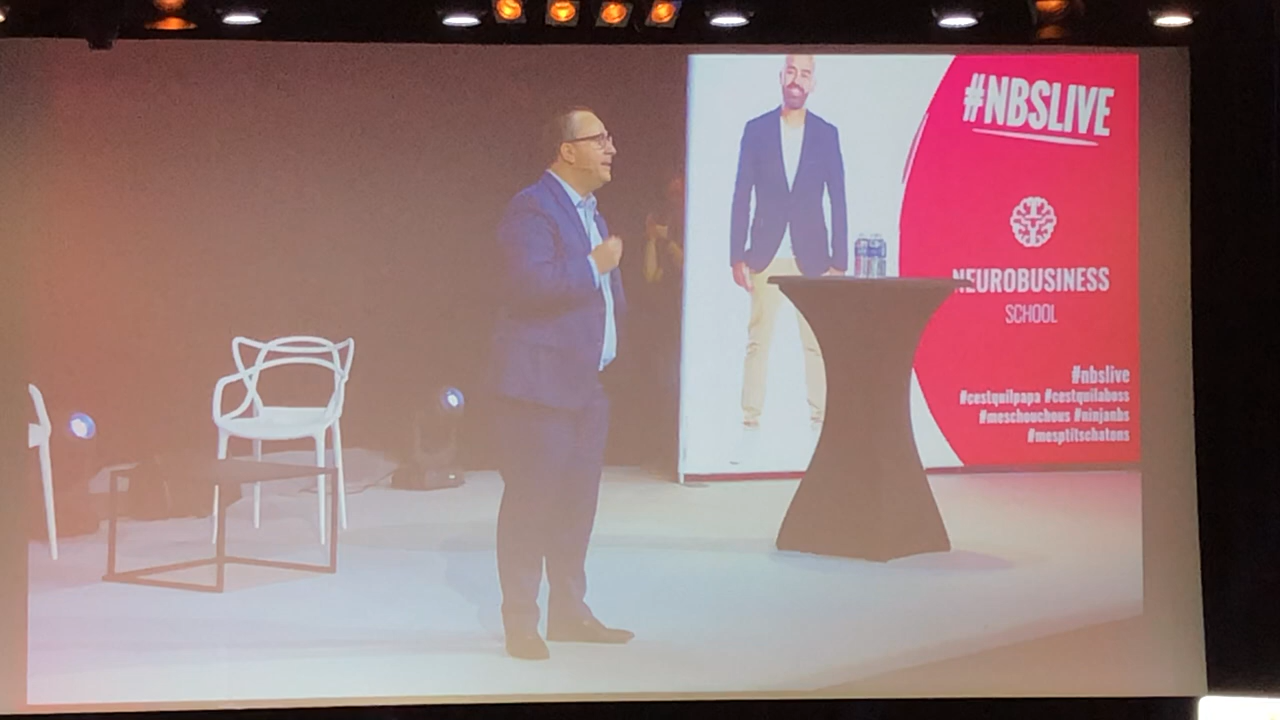 #NBSLIVE
NEUROBUSINESS
SCHOOL
#nbslive
#cestquilpapa #cestquilaboss
#meschouchous #ninjanbs
#mesptitschatons